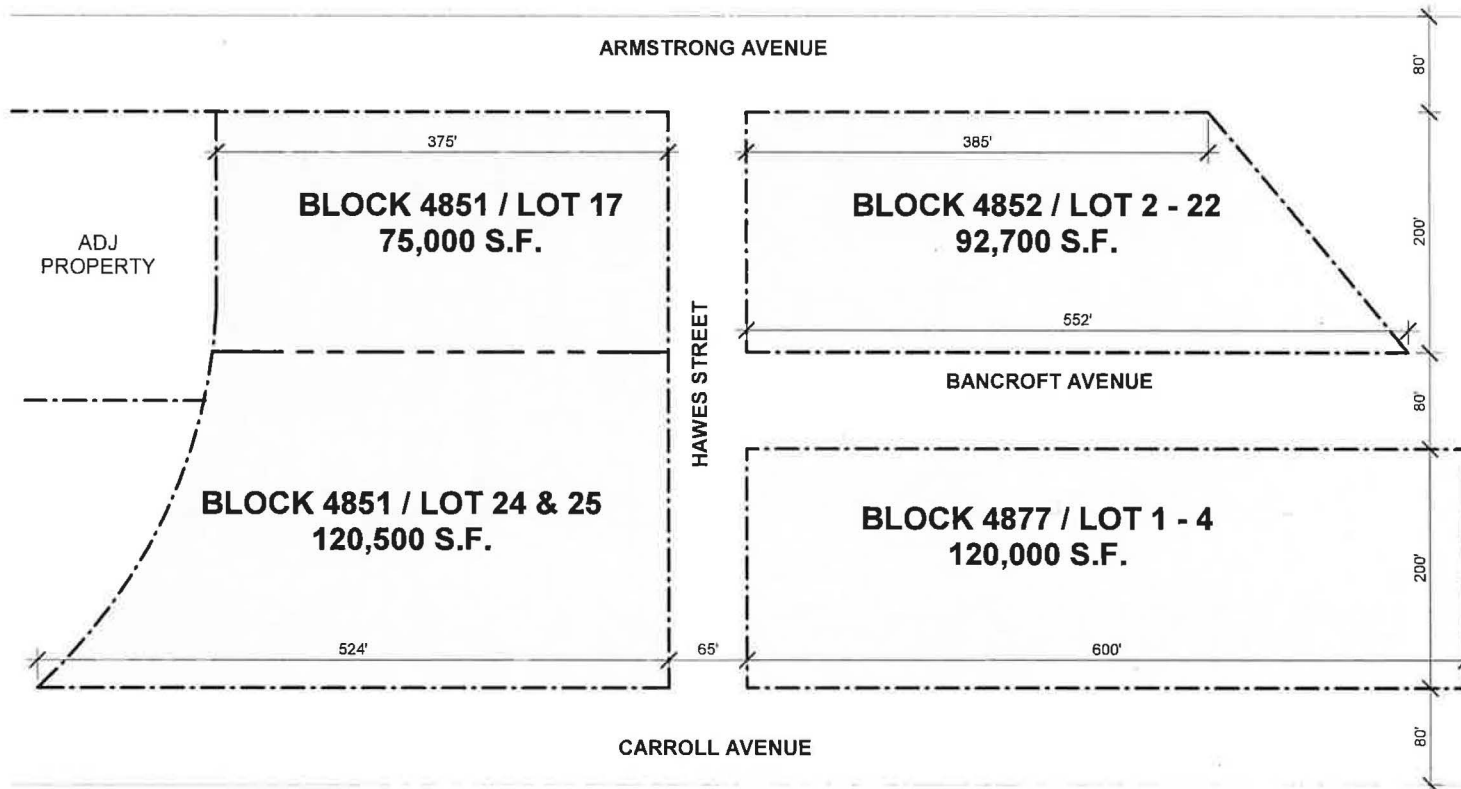 ARMSTRONG AVENUE
80'
375'
385'
BLOCK 4851 / LOT 17
75,000 S.F.
BLOCK 4852 / LOT 2 - 22
92,700 S.F.
200'
ADJ
PROPERTY
HAWES STREET
552'
BANCROFT AVENUE
80'
BLOCK 4851 / LOT 24 & 25
120,500 S.F.
BLOCK 4877 / LOT 1 - 4
120,000 S.F.
200'
524'
65'
600'
CARROLL AVENUE
80'